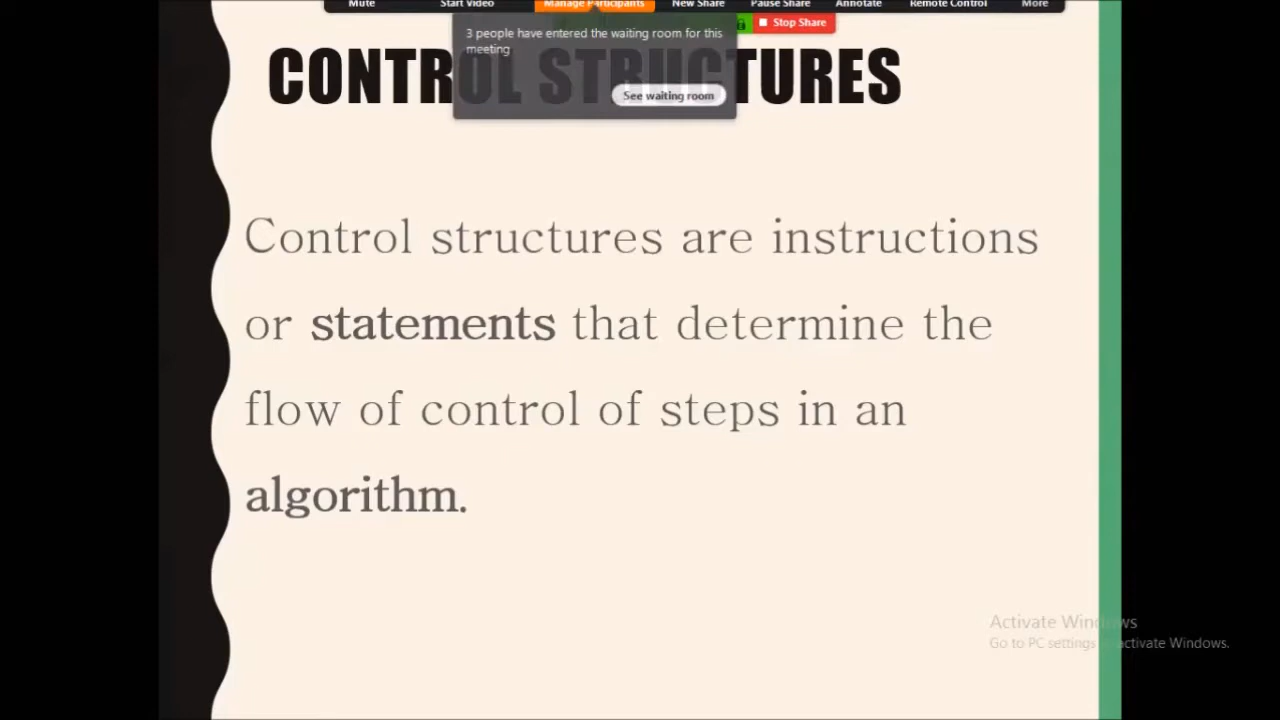 Mute Start Video Manage Participants New Share Pause Share Annotate Remote Control More
Stop Share
3 people have entered the waiting room for this
meeting
See waiting room
CONTROL STRUCTURES
Control structures are instructions
or statements that determine the
flow of control of steps in an
algorithm.
Activate Windows
Go to PC settings to activate Windows.